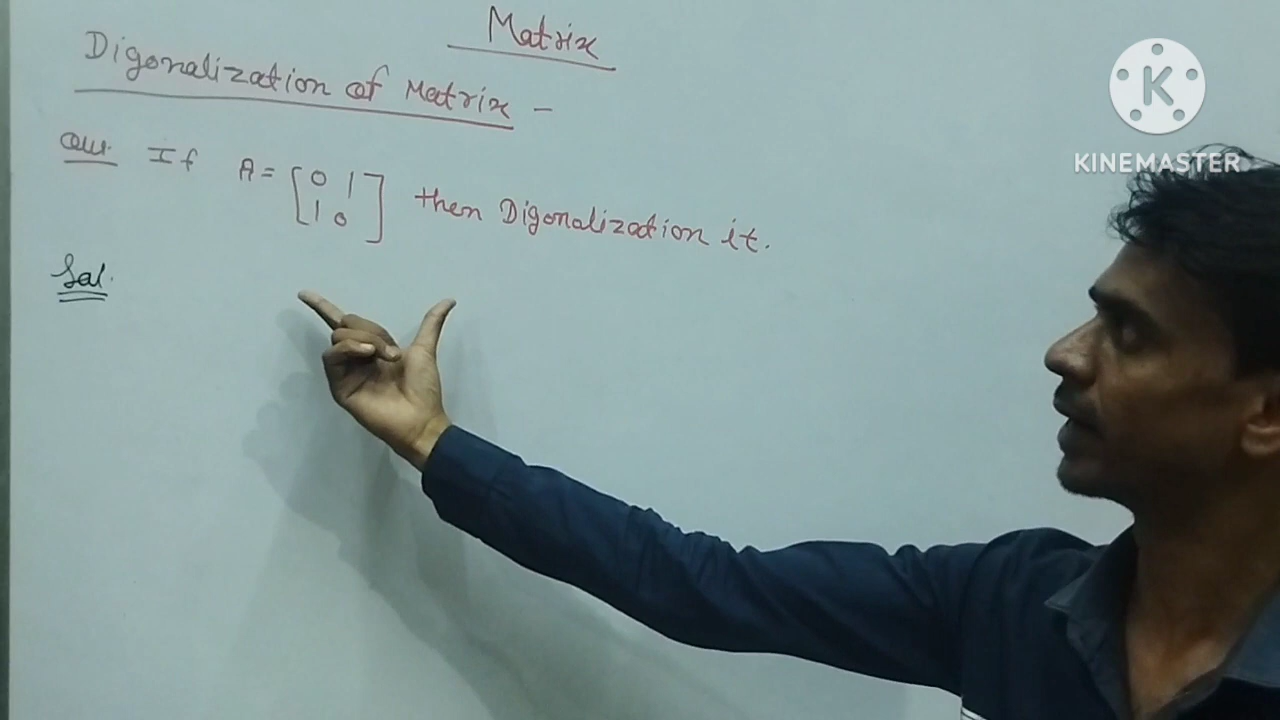 Matrix
Digonalization of Matrix -
Que. If A = [0 1
1 0] then Digonalization it.
Sol.
K
KINEMASTER